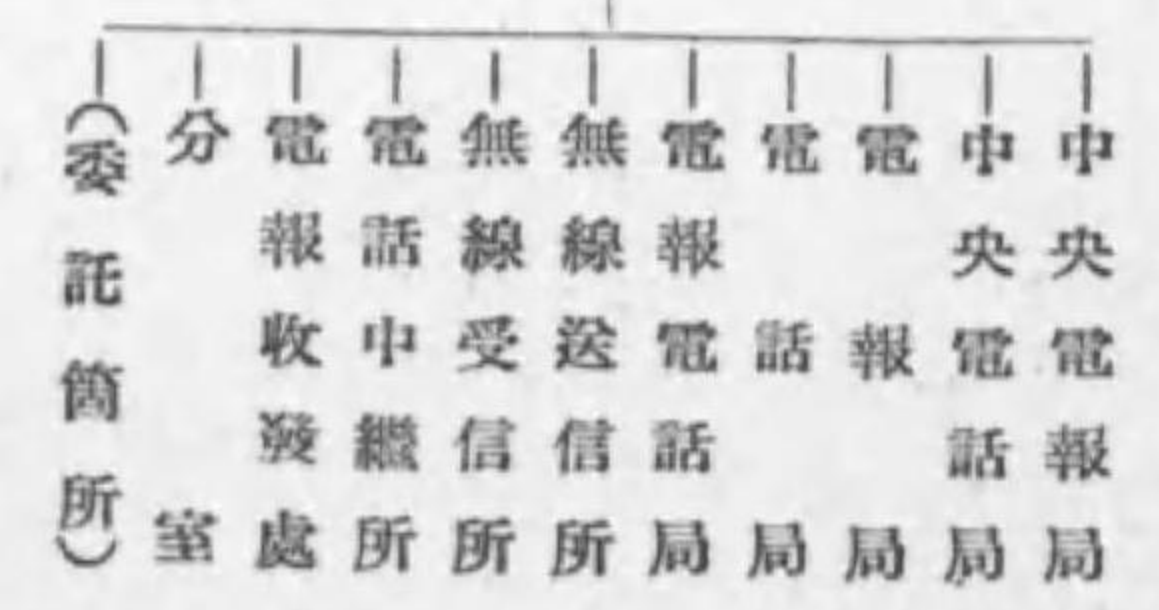 中央電報局
中央電話局
電報局
電話局
電報電話局
無線送信所
無線受信所
電話中繼所
電報收發處
分室
(委託箇所)